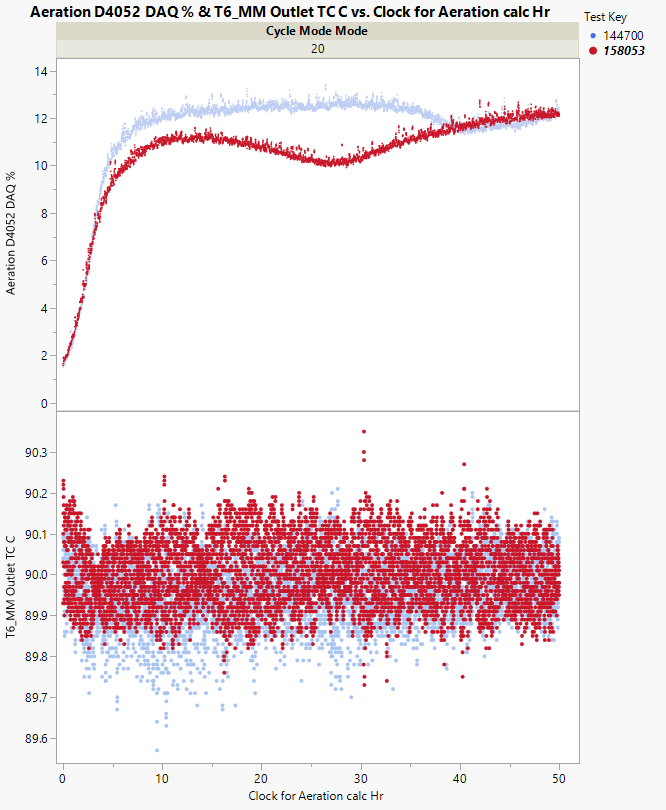 Aeration D4052 DAQ % & T6_MM Outlet TC C vs. Clock for Aeration calc Hr
Cycle Mode Mode
20
Test Key
144700
158053
14
12
10
8
6
4
2
0
Aeration D4052 DAQ %
90.3
90.2
90.1
90.0
89.9
89.8
89.7
89.6
T6_MM Outlet TC C
0 10 20 30 40 50
Clock for Aeration calc Hr